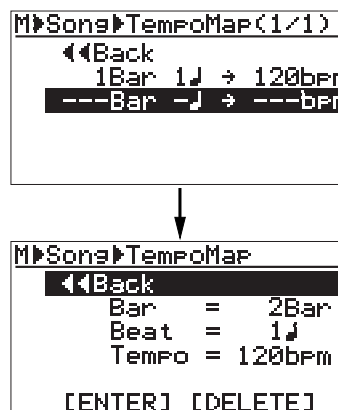 M▶Song▶TempoMap(1/1)
◀◀Back
1Bar 1♩ → 120bpm
---Bar -♩ → ---bpm
M▶Song▶TempoMap
◀◀Back
Bar = 2Bar
Beat = 1♩
Tempo = 120bpm
[ENTER] [DELETE]